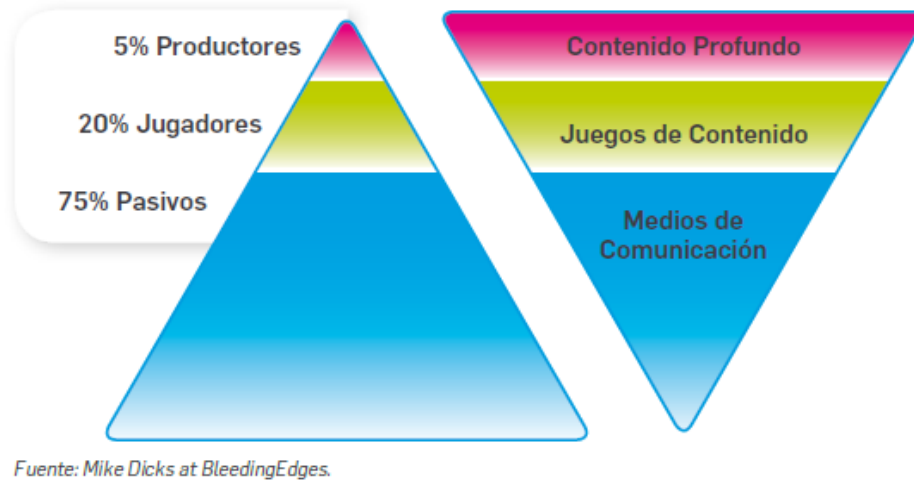 5% Productores
Contenido Profundo
20% Jugadores
Juegos de Contenido
75% Pasivos
Medios de
Comunicación
Fuente: Mike Dicks at BleedingEdges.